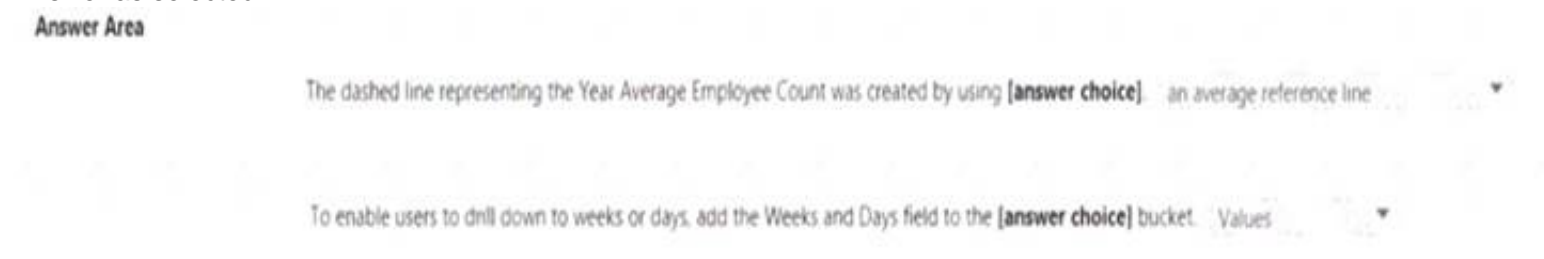 Answer Area
The dashed line representing the Year Average Employee Count was created by using [answer choice] an average reference line
To enable users to drill down to weeks or days, add the Weeks and Days field to the [answer choice] bucket. Values